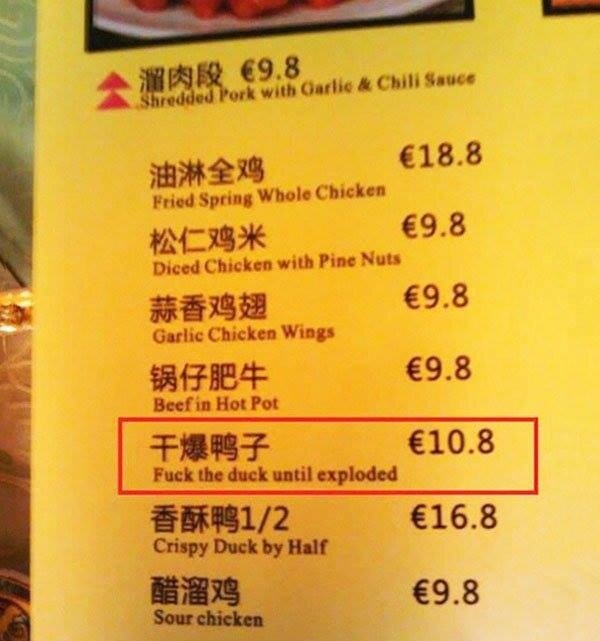 溜肉段 €9.8
Shredded Pork with Garlic & Chili Sauce
油淋全鸡 €18.8
Fried Spring Whole Chicken
松仁鸡米 €9.8
Diced Chicken with Pine Nuts
蒜香鸡翅 €9.8
Garlic Chicken Wings
锅仔肥牛 €9.8
Beef in Hot Pot
干爆鸭子 €10.8
Fuck the duck until exploded
香酥鸭1/2 €16.8
Crispy Duck by Half
醋溜鸡 €9.8
Sour chicken